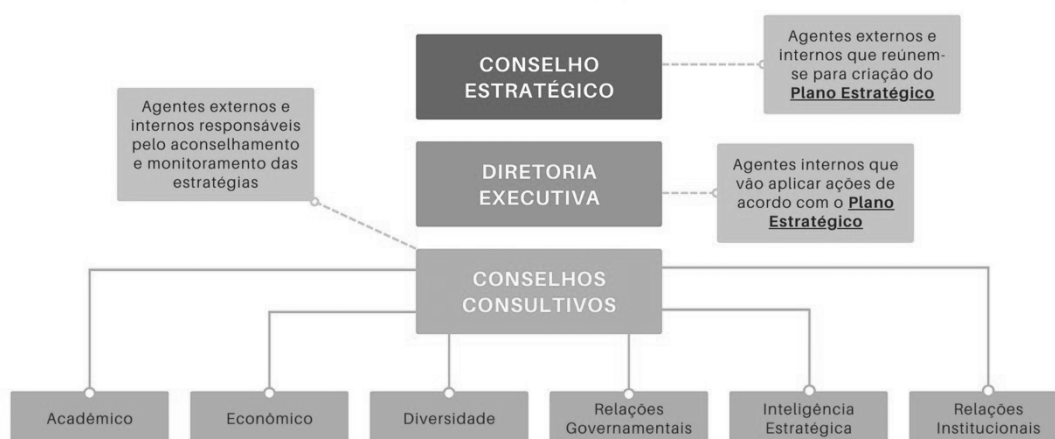 CONSELHO
ESTRATÉGICO
Agentes externos e
internos que reúnem-
se para criação do
Plano Estratégico
Agentes externos e
internos responsáveis
pelo aconselhamento
e monitoramento das
estratégias
DIRETORIA
EXECUTIVA
Agentes internos que
vão aplicar ações de
acordo com o Plano
Estratégico
CONSELHOS
CONSULTIVOS
Acadêmico
Econômico
Diversidade
Relações
Governamentais
Inteligência
Estratégica
Relações
Institucionais